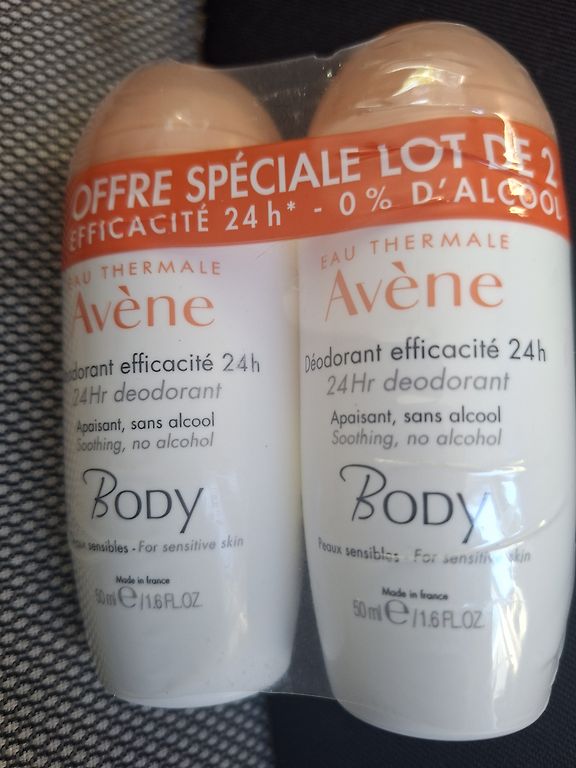 OFFRE SPÉCIALE LOT DE 2
EFFICACITÉ 24h* - 0% D'ALCOOL
EAU THERMALE
Avène
Déodorant efficacité 24h
24Hr deodorant
Apaisant, sans alcool
Soothing, no alcohol
BODY
Peaux sensibles - For sensitive skin
Made in france
50 ml e /1.6 FL.OZ.
EAU THERMALE
Avène
Déodorant efficacité 24h
24Hr deodorant
Apaisant, sans alcool
Soothing, no alcohol
BODY
Peaux sensibles - For sensitive skin
Made in france
50 ml e /1.6 FL.OZ.